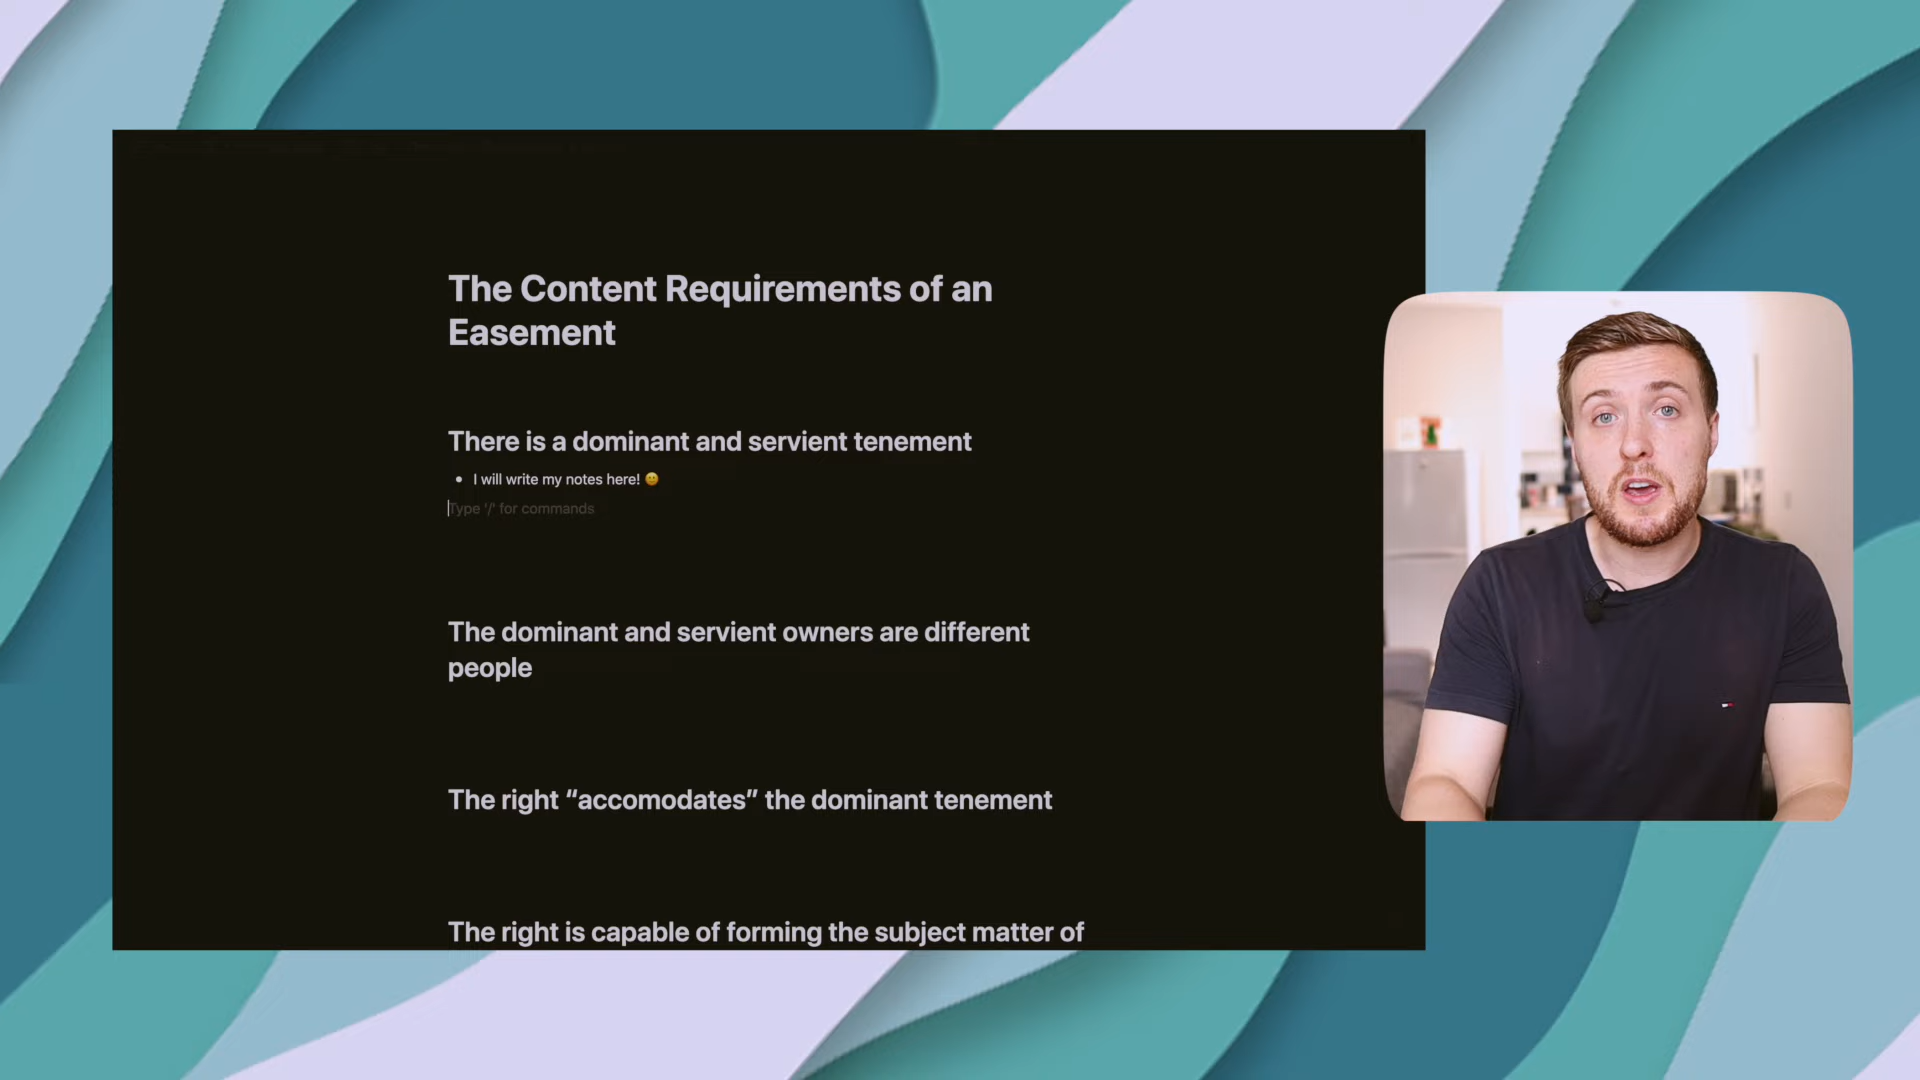 The Content Requirements of an
Easement
There is a dominant and servient tenement
• I will write my notes here! 🙂
Type '/' for commands
The dominant and servient owners are different
people
The right “accomodates” the dominant tenement
The right is capable of forming the subject matter of